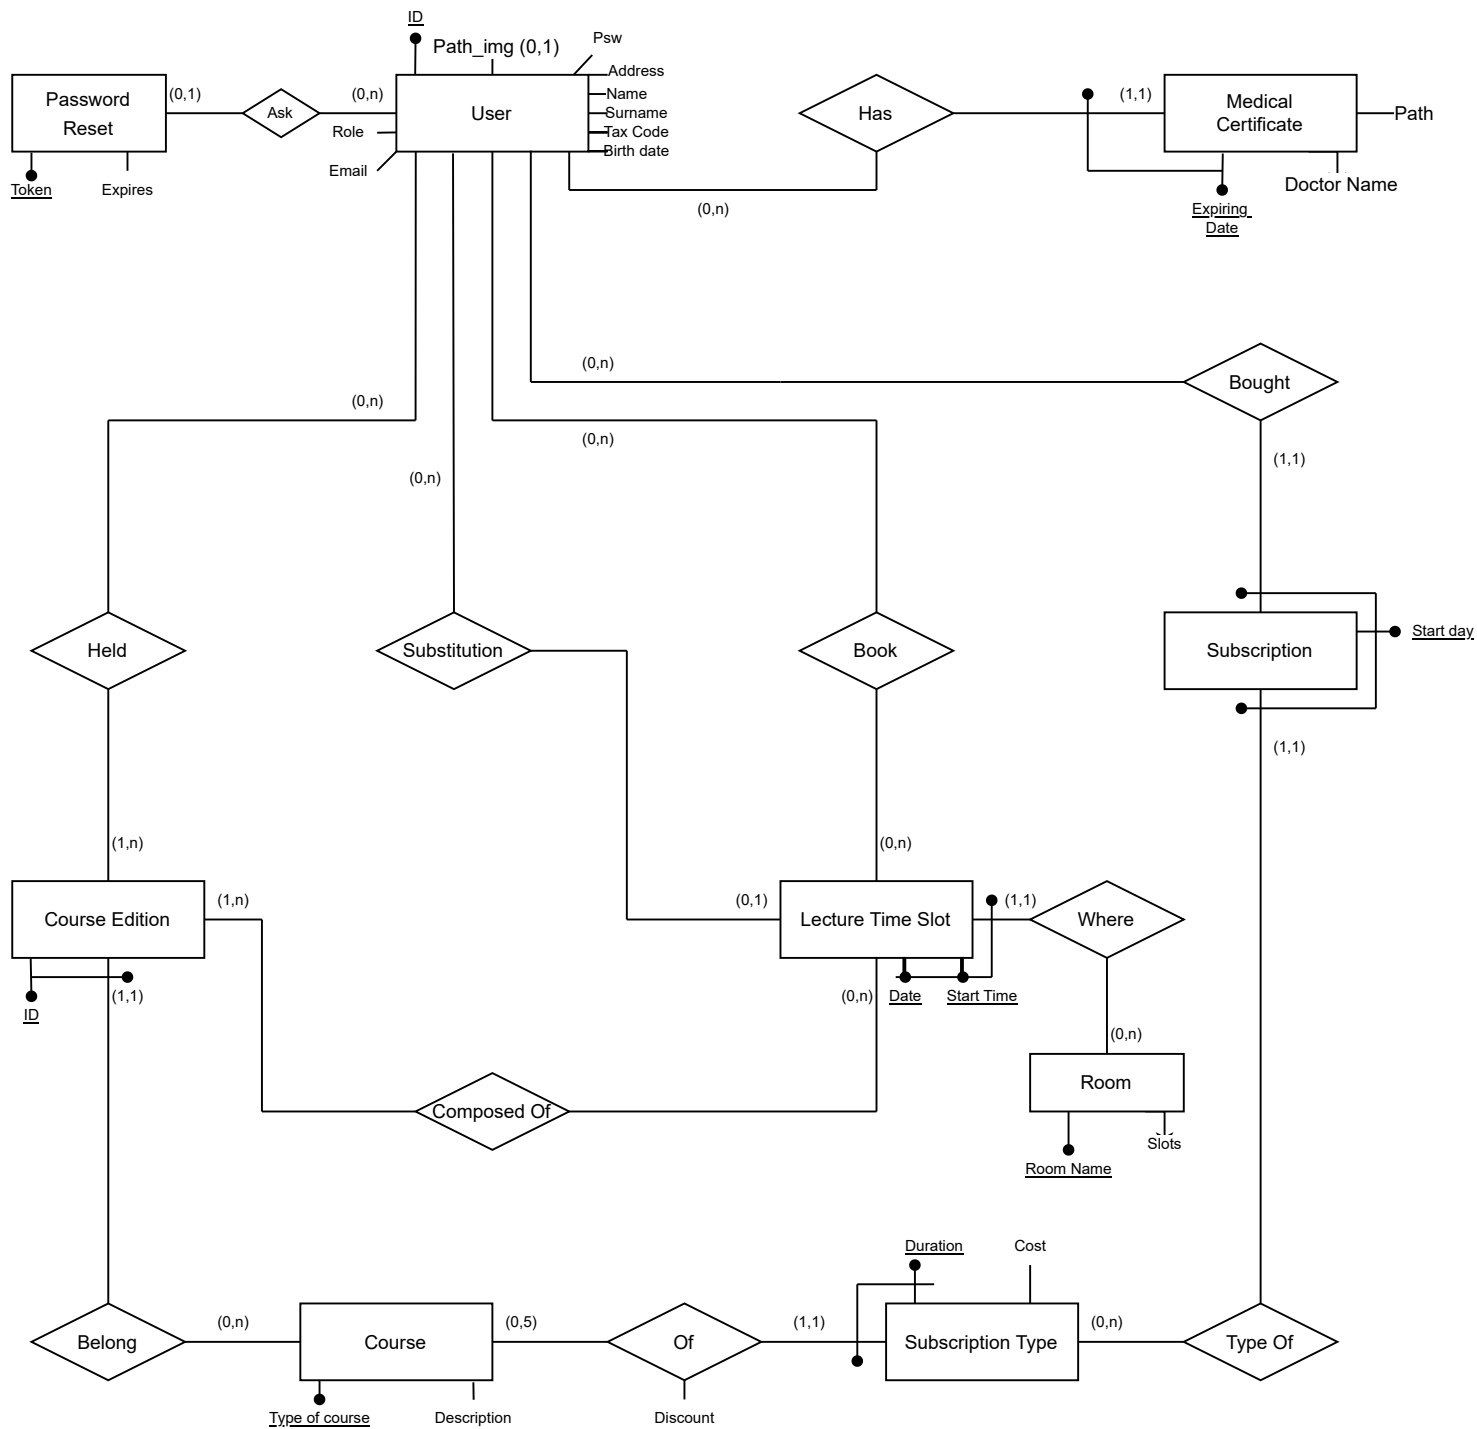 ID
Path_img (0,1)
Psw
Address
Name
Surname
Tax Code
Birth date
Password
Reset
(0,1)
Ask
(0,n)
User
Role
Email
Token
Expires
Has
(1,1)
Medical
Certificate
Path
Doctor Name
Expiring
Date
(0,n)
(0,n)
Bought
(0,n)
(0,n)
(1,1)
(0,n)
Held
Substitution
Book
Subscription
Start day
(1,1)
(1,n)
(0,n)
Course Edition
(1,n)
(0,1)
Lecture Time Slot
(1,1)
Where
(1,1)
ID
(0,n)
Date
Start Time
(0,n)
Room
Composed Of
Slots
Room Name
Duration
Cost
Belong
(0,n)
Course
(0,5)
Of
(1,1)
Subscription Type
(0,n)
Type Of
Type of course
Description
Discount